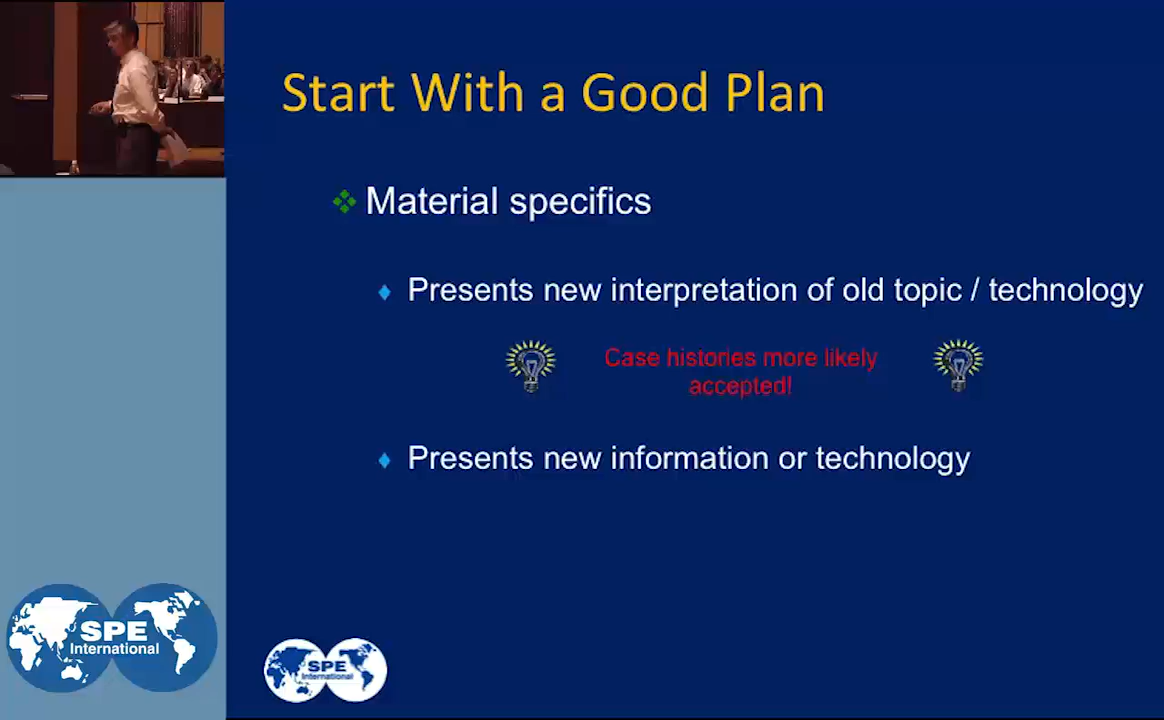 Start With a Good Plan
Material specifics
Presents new interpretation of old topic / technology
Case histories more likely
accepted!
Presents new information or technology
SPE
International
SPE
International